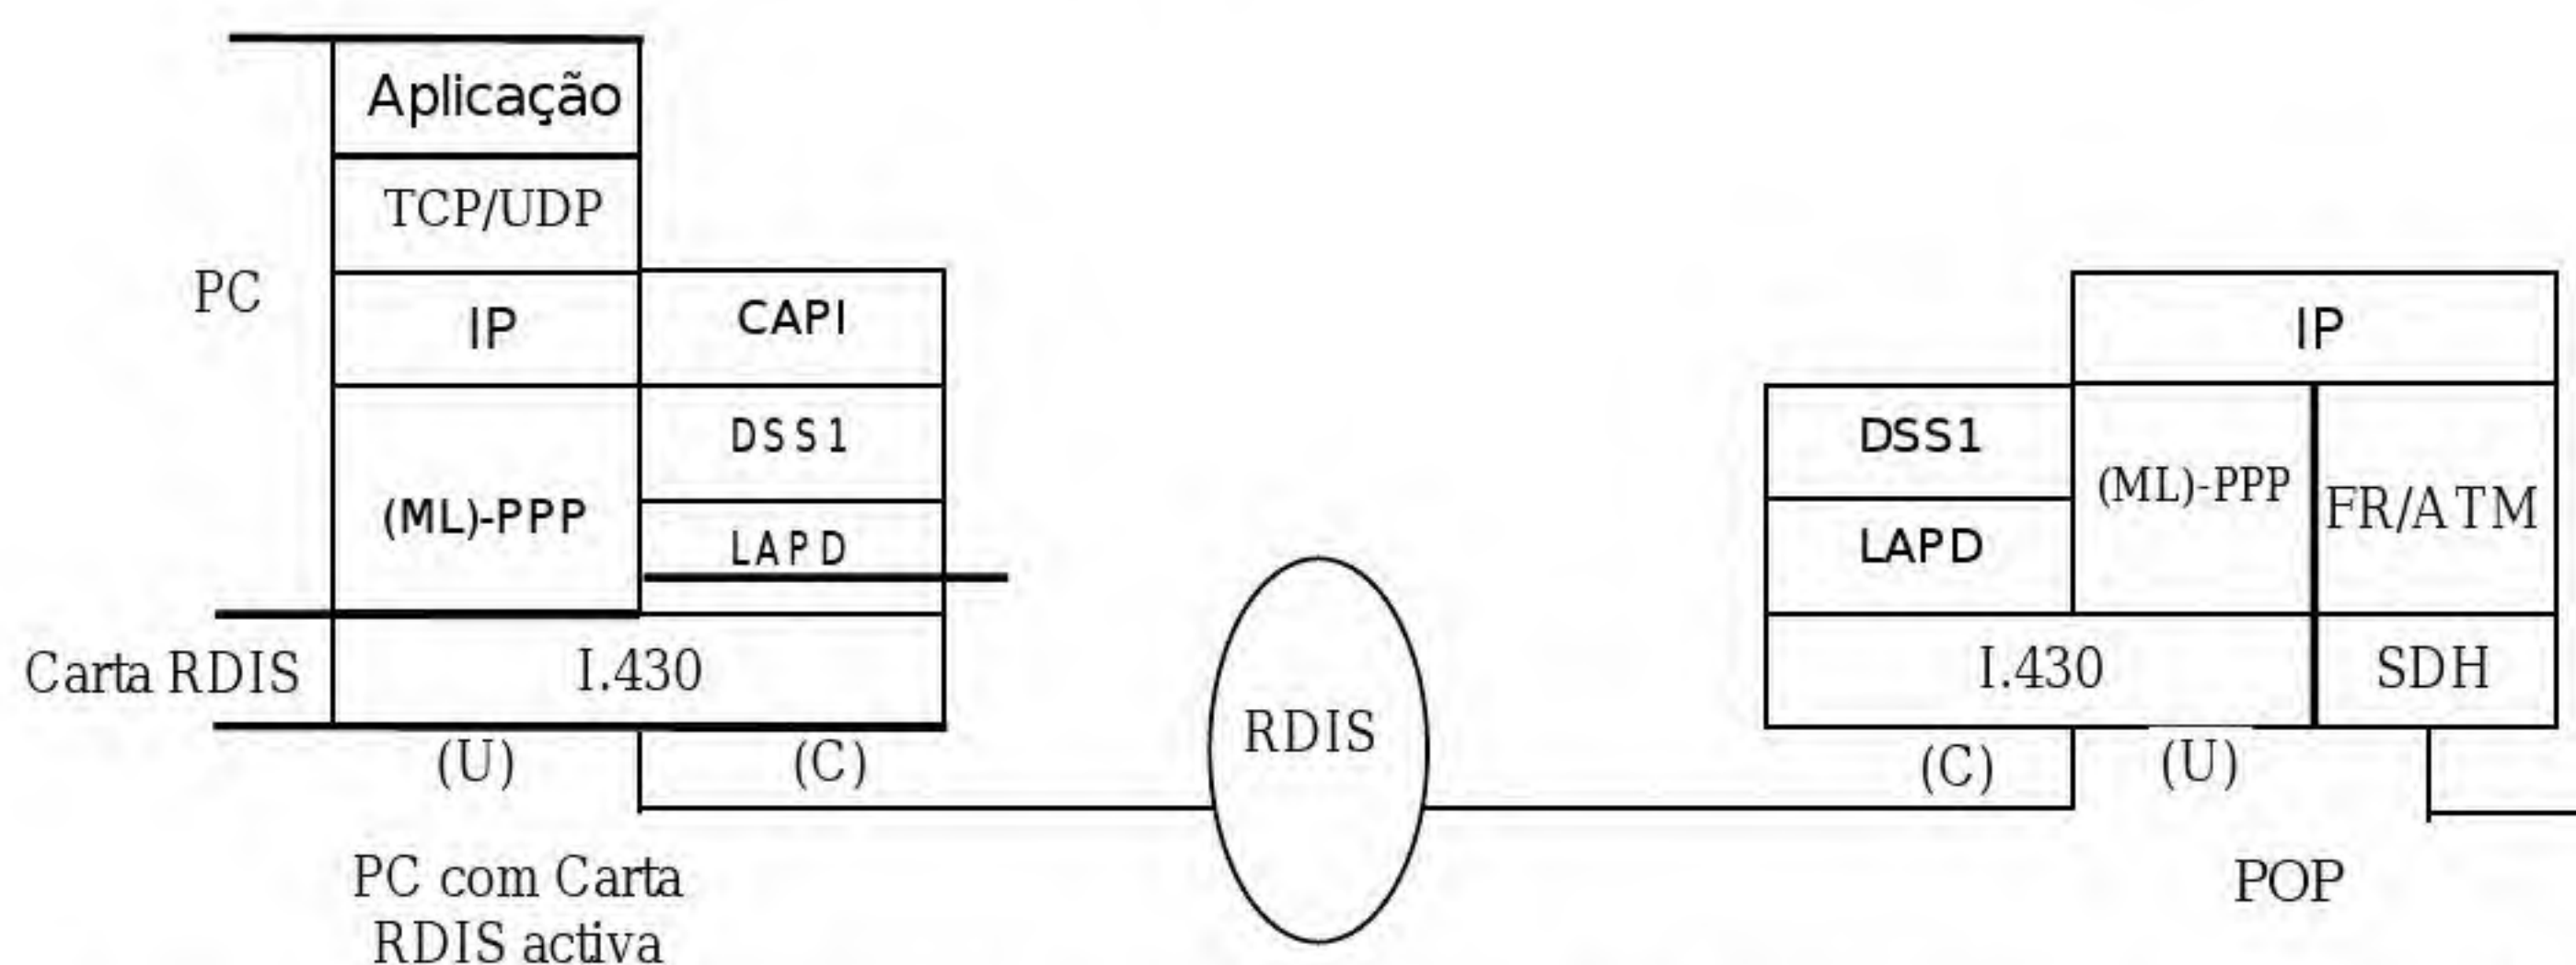 Aplicação
TCP/UDP
PC
IP
CAPI
IP
DSS1
DSS1
(ML)-PPP
(ML)-PPP
FR/ATM
LAPD
LAPD
Carta RDIS
I.430
I.430
SDH
RDIS
(U)
(C)
(C)
(U)
PC com Carta
RDIS activa
POP